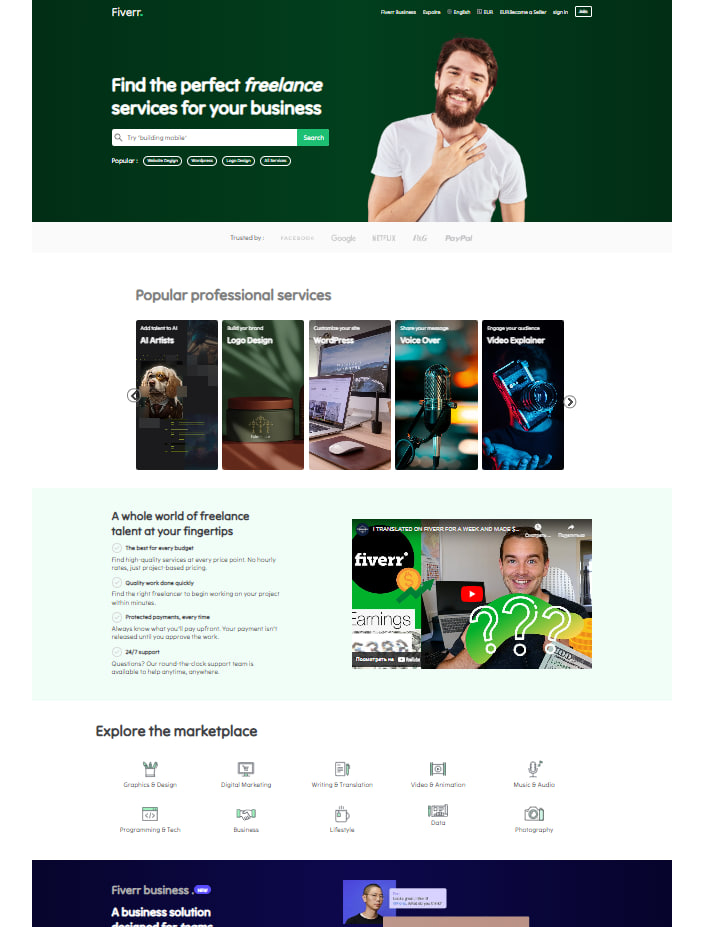 Fiverr.
Fiverr Business Expolre English EUR EURBecome a Seller sign in
Find the perfect freelance
services for your business
Try "building mobile"
Search
Popular :
Website Degign
Wordpress
Logo Design
AE Services
Trusted by :
FACEBOOK
Google
NETFLIX
P&G
PayPal
Popular professional services
Add talent to AI
AI Artists
Build yor brand
Logo Design
Customize your site
WordPress
Share your message
Voice Over
Engage your audience
Video Explainer
A whole world of freelance
talent at your fingertips
The best for every budget
Find high-quality services at every price point. No hourly
rates, just project-based pricing.
Quality work done quickly
Find the right freelancer to begin working on your project
within minutes.
Protected payments, every time
Always know what you'll pay upfront. Your payment isn't
released until you approve the work.
24/7 support
Questions? Our round-the-clock support team is
available to help anytime, anywhere.
I TRANSLATED ON FIVERR FOR A WEEK AND MADE $...
Смотреть...
Поделиться
fiverr
Earnings
???
Посмотреть на YouTube
Explore the marketplace
Graphics & Design
Digital Marketing
Writing & Translation
Video & Animation
Music & Audio
Programming & Tech
Business
Lifestyle
Data
Photography
Fiverr business .
NEW
A business solution
designed for teams